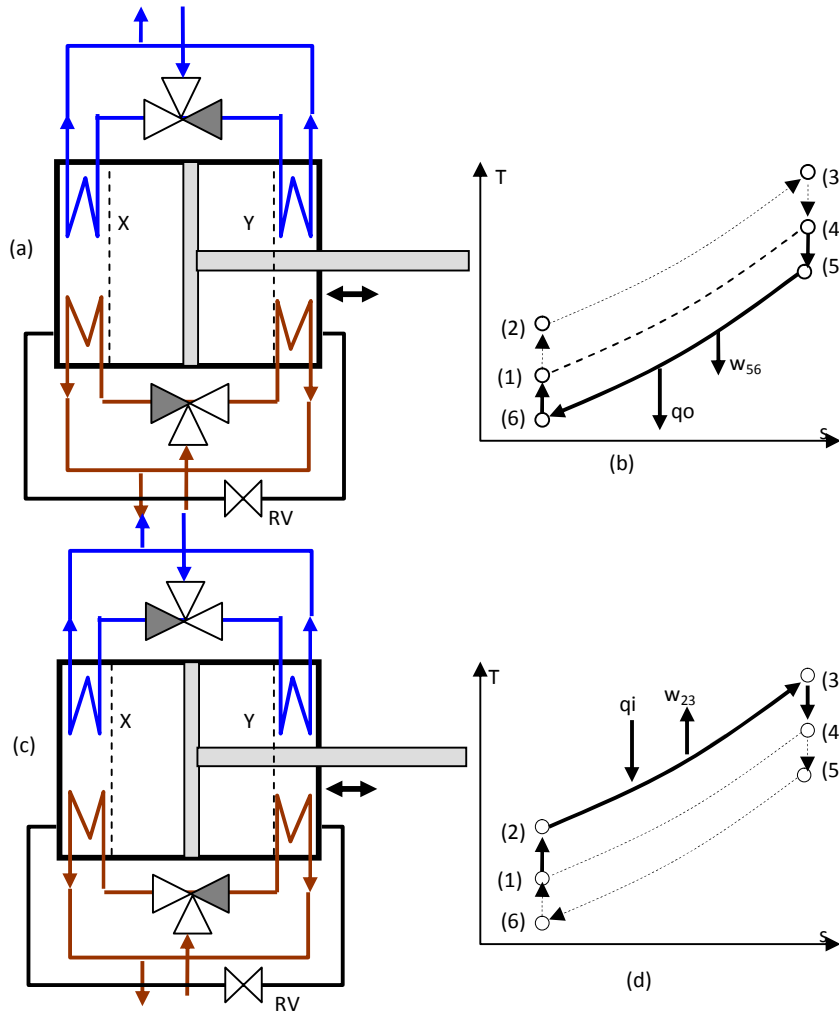 (a)
X
Y
RV
T
(3
(4
(5
(2)
(1)
(6)
w56
qo
s
(b)
(c)
X
Y
RV
T
(3
(4
(5
qi
w23
(2)
(1)
(6)
s
(d)